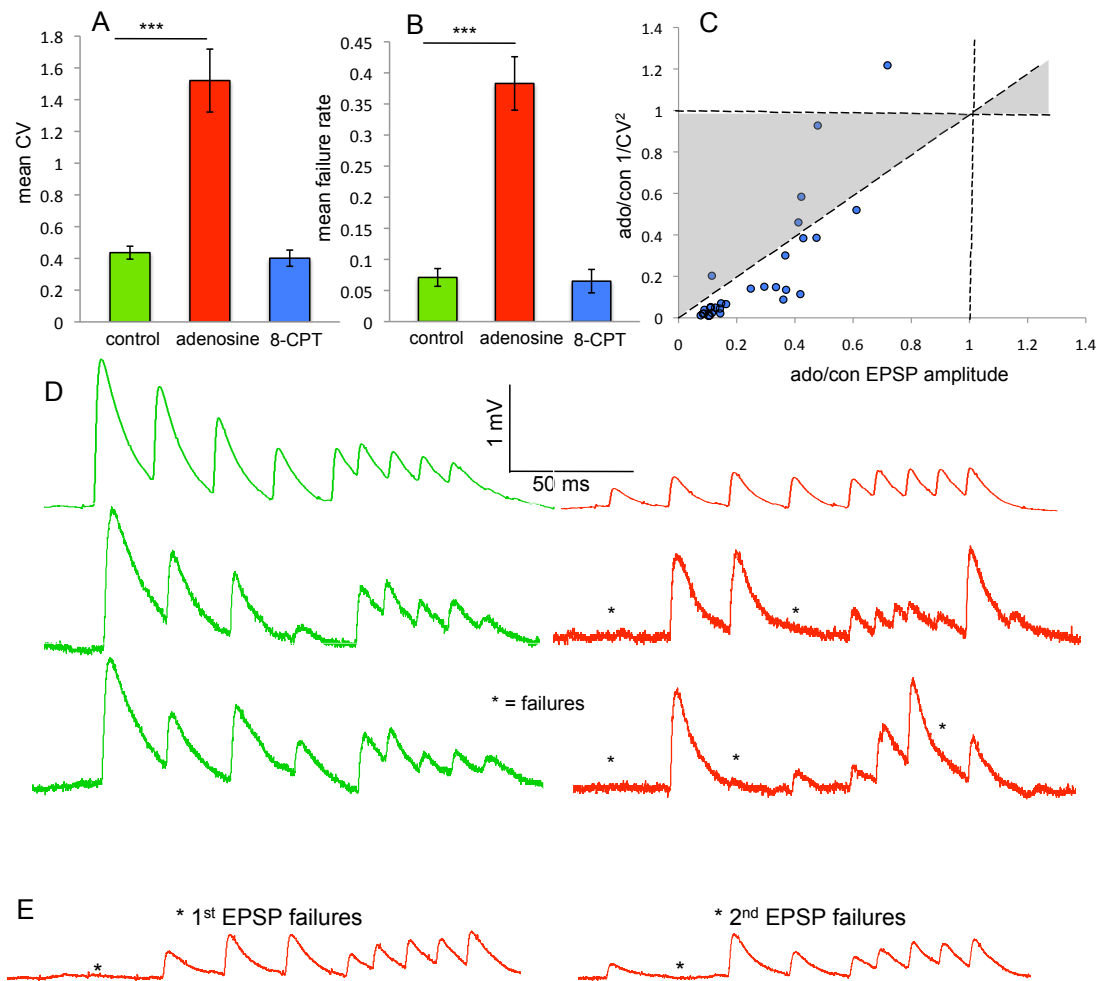 A
***
mean CV
1.8
1.6
1.4
1.2
1
0.8
0.6
0.4
0.2
0
control
adenosine
8-CPT
B
***
mean failure rate
0.45
0.4
0.35
0.3
0.25
0.2
0.15
0.1
0.05
0
control
adenosine
8-CPT
C
ado/con 1/CV²
1.4
1.2
1
0.8
0.6
0.4
0.2
0
0 0.2 0.4 0.6 0.8 1 1.2 1.4
ado/con EPSP amplitude
D
1 mV
50 ms
*
*
* = failures
*
*
*
E
* 1st EPSP failures
*
* 2nd EPSP failures
*